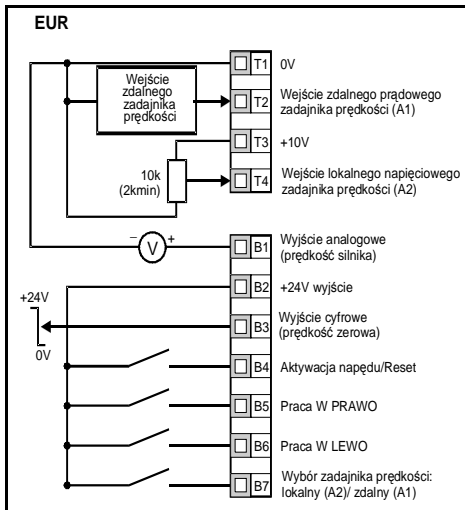 EUR
T1 0V
Wejście
zdalnego
zadajnika
prędkości
T2 Wejście zdalnego prądowego
zadajnika prędkości (A1)
T3 +10V
10k
(2kmin)
T4 Wejście lokalnego napięciowego
zadajnika prędkości (A2)
– V +
B1 Wyjście analogowe
(prędkość silnika)
B2 +24V wyjście
+24V
0V
B3 Wyjście cyfrowe
(prędkość zerowa)
B4 Aktywacja napędu/Reset
B5 Praca W PRAWO
B6 Praca W LEWO
B7 Wybór zadajnika prędkości:
lokalny (A2)/ zdalny (A1)